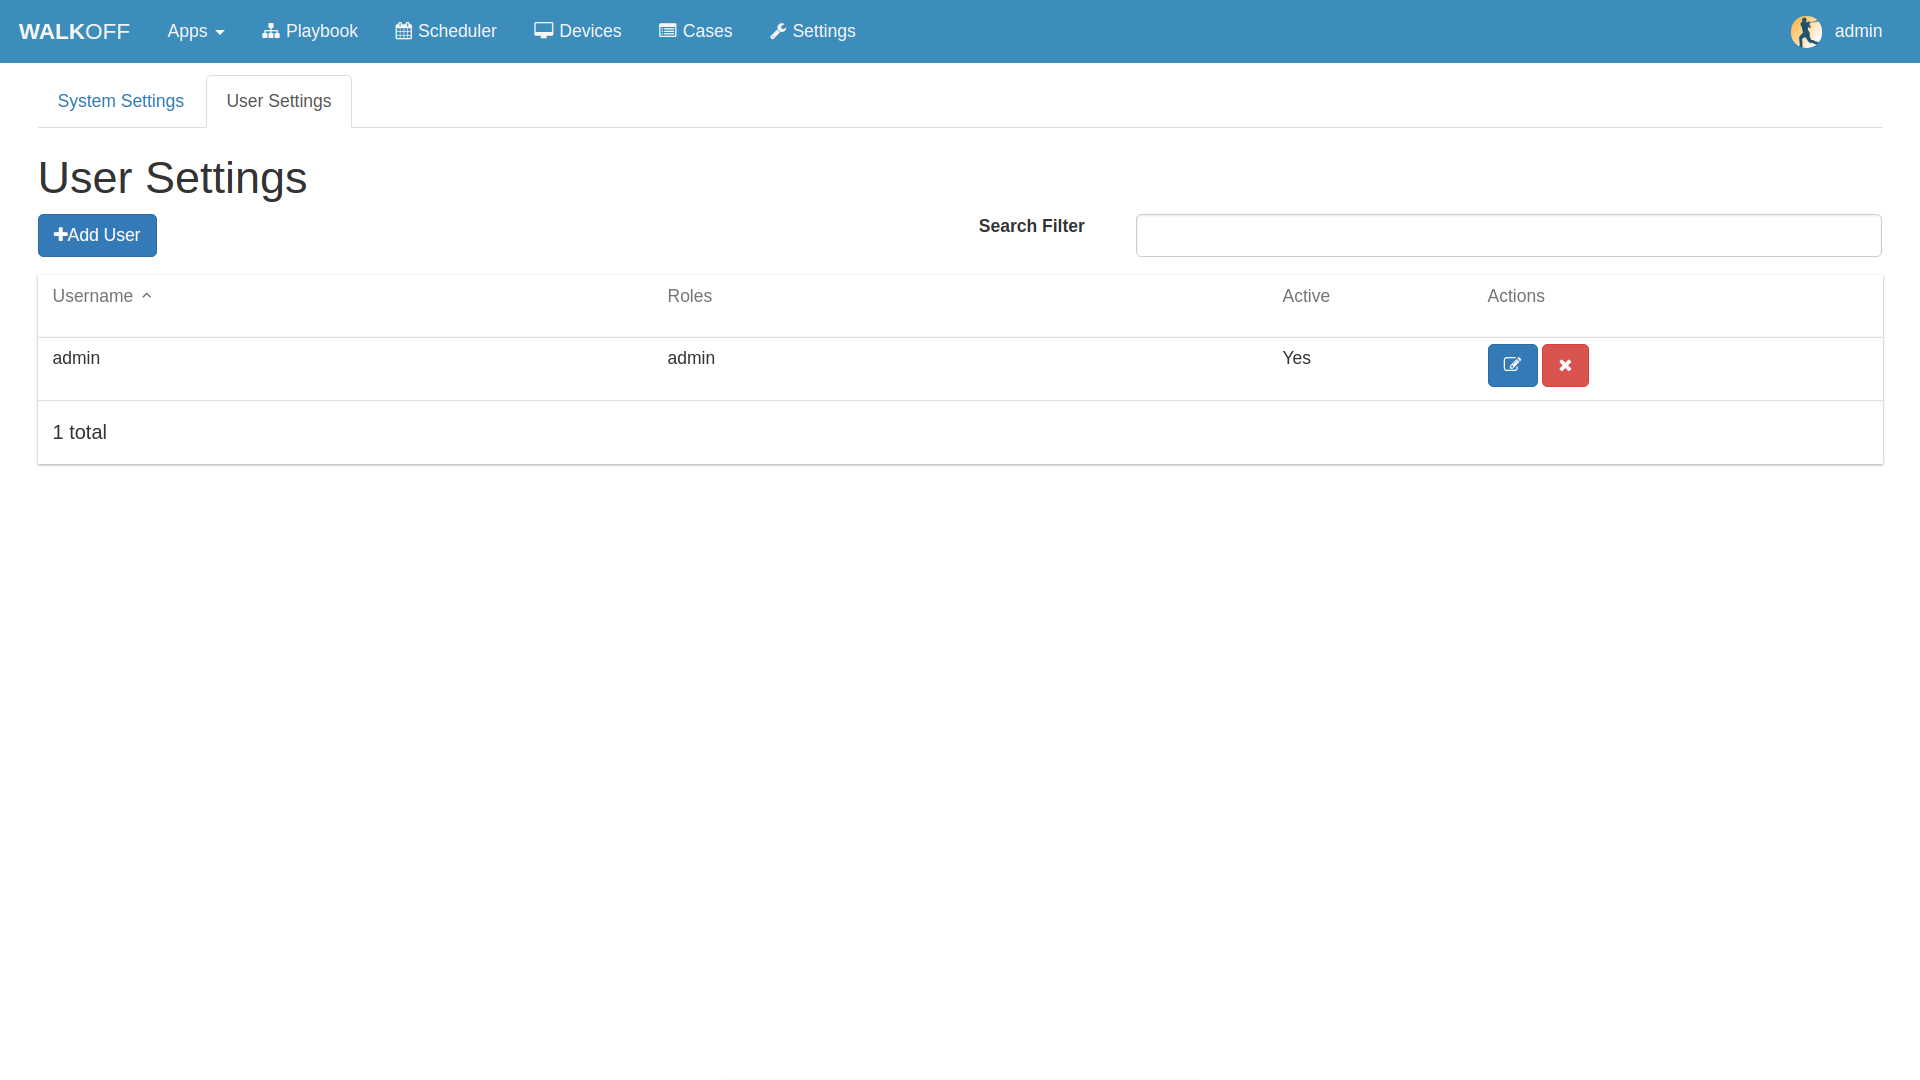 WALKOFF Apps Playbook Scheduler Devices Cases Settings admin
System Settings User Settings
User Settings
Add User Search Filter
Username Roles Active Actions
admin admin Yes
1 total